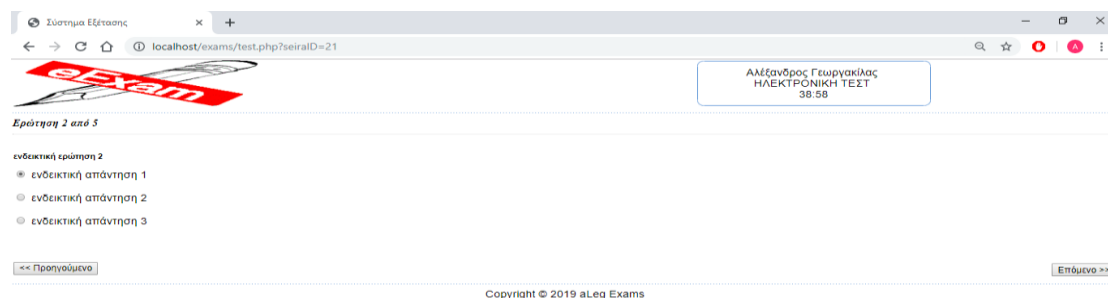 Σύστημα Εξέτασης
localhost/exams/test.php?seiraID=21
A
eExam
Αλέξανδρος Γεωργακίλας
ΗΛΕΚΤΡΟΝΙΚΗ ΤΕΣΤ
38:58
Ερώτηση 2 από 5
ενδεικτική ερώτηση 2
ενδεικτική απάντηση 1
ενδεικτική απάντηση 2
ενδεικτική απάντηση 3
<< Προηγούμενο
Επόμενο >>
Copyright © 2019 aLeg Exams